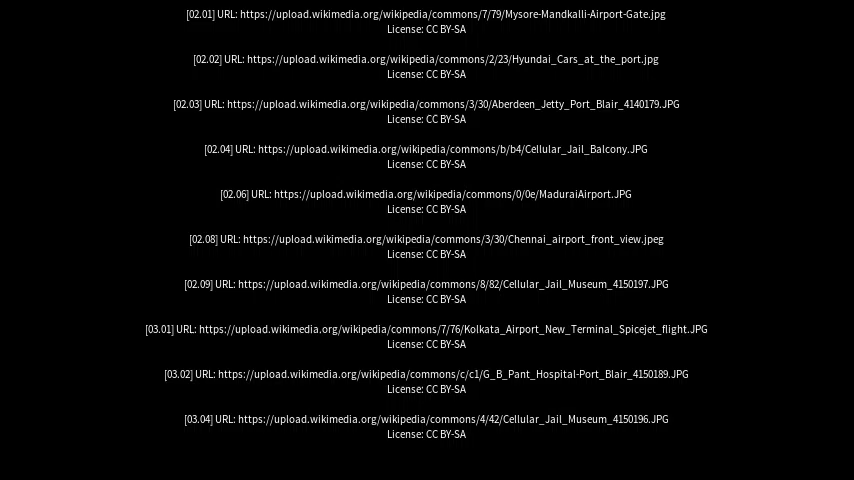 [02.01] URL: https://upload.wikimedia.org/wikipedia/commons/7/79/Mysore-Mandkalli-Airport-Gate.jpg
License: CC BY-SA
[02.02] URL: https://upload.wikimedia.org/wikipedia/commons/2/23/Hyundai_Cars_at_the_port.jpg
License: CC BY-SA
[02.03] URL: https://upload.wikimedia.org/wikipedia/commons/3/30/Aberdeen_Jetty_Port_Blair_4140179.JPG
License: CC BY-SA
[02.04] URL: https://upload.wikimedia.org/wikipedia/commons/b/b4/Cellular_Jail_Balcony.JPG
License: CC BY-SA
[02.06] URL: https://upload.wikimedia.org/wikipedia/commons/0/0e/MaduraiAirport.JPG
License: CC BY-SA
[02.08] URL: https://upload.wikimedia.org/wikipedia/commons/3/30/Chennai_airport_front_view.jpeg
License: CC BY-SA
[02.09] URL: https://upload.wikimedia.org/wikipedia/commons/8/82/Cellular_Jail_Museum_4150197.JPG
License: CC BY-SA
[03.01] URL: https://upload.wikimedia.org/wikipedia/commons/7/76/Kolkata_Airport_New_Terminal_Spicejet_flight.JPG
License: CC BY-SA
[03.02] URL: https://upload.wikimedia.org/wikipedia/commons/c/c1/G_B_Pant_Hospital-Port_Blair_4150189.JPG
License: CC BY-SA
[03.04] URL: https://upload.wikimedia.org/wikipedia/commons/4/42/Cellular_Jail_Museum_4150196.JPG
License: CC BY-SA